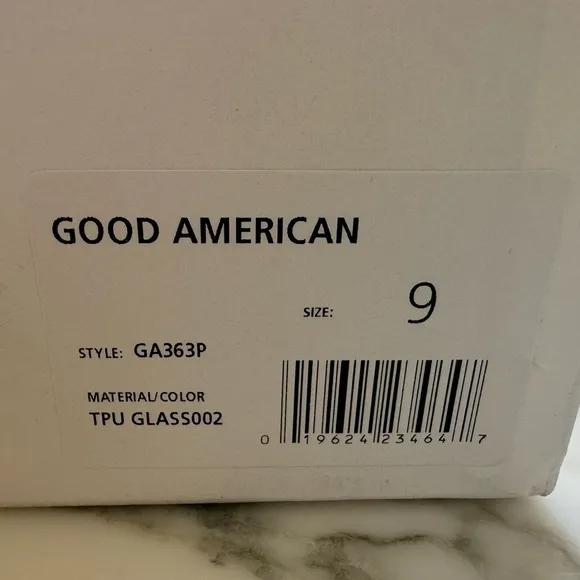 GOOD AMERICAN
SIZE: 9
STYLE: GA363P
MATERIAL/COLOR
TPU GLASS002
0 19624 23464 7